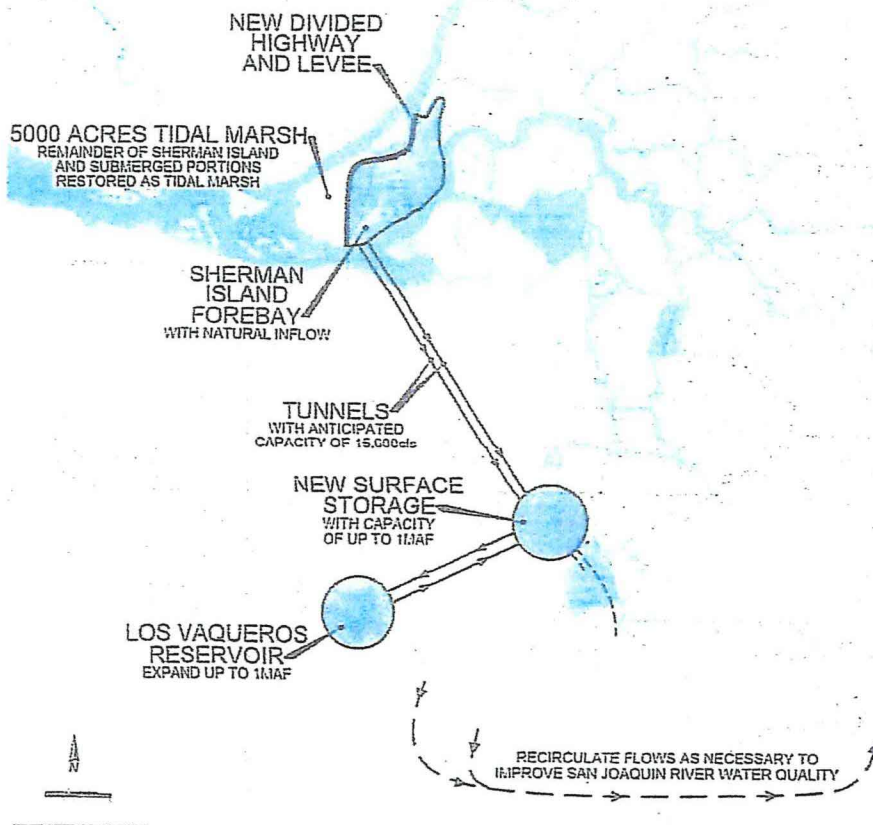 NEW DIVIDED
HIGHWAY
AND LEVEE
5000 ACRES TIDAL MARSH
REMAINDER OF SHERMAN ISLAND
AND SUBMERGED PORTIONS
RESTORED AS TIDAL MARSH
SHERMAN
ISLAND
FOREBAY
WITH NATURAL INFLOW
TUNNELS
WITH ANTICIPATED
CAPACITY OF 15,000cfs
NEW SURFACE
STORAGE
WITH CAPACITY
OF UP TO 1MAF
LOS VAQUEROS
RESERVOIR
EXPAND UP TO 1MAF
N
RECIRCULATE FLOWS AS NECESSARY TO
IMPROVE SAN JOAQUIN RIVER WATER QUALITY